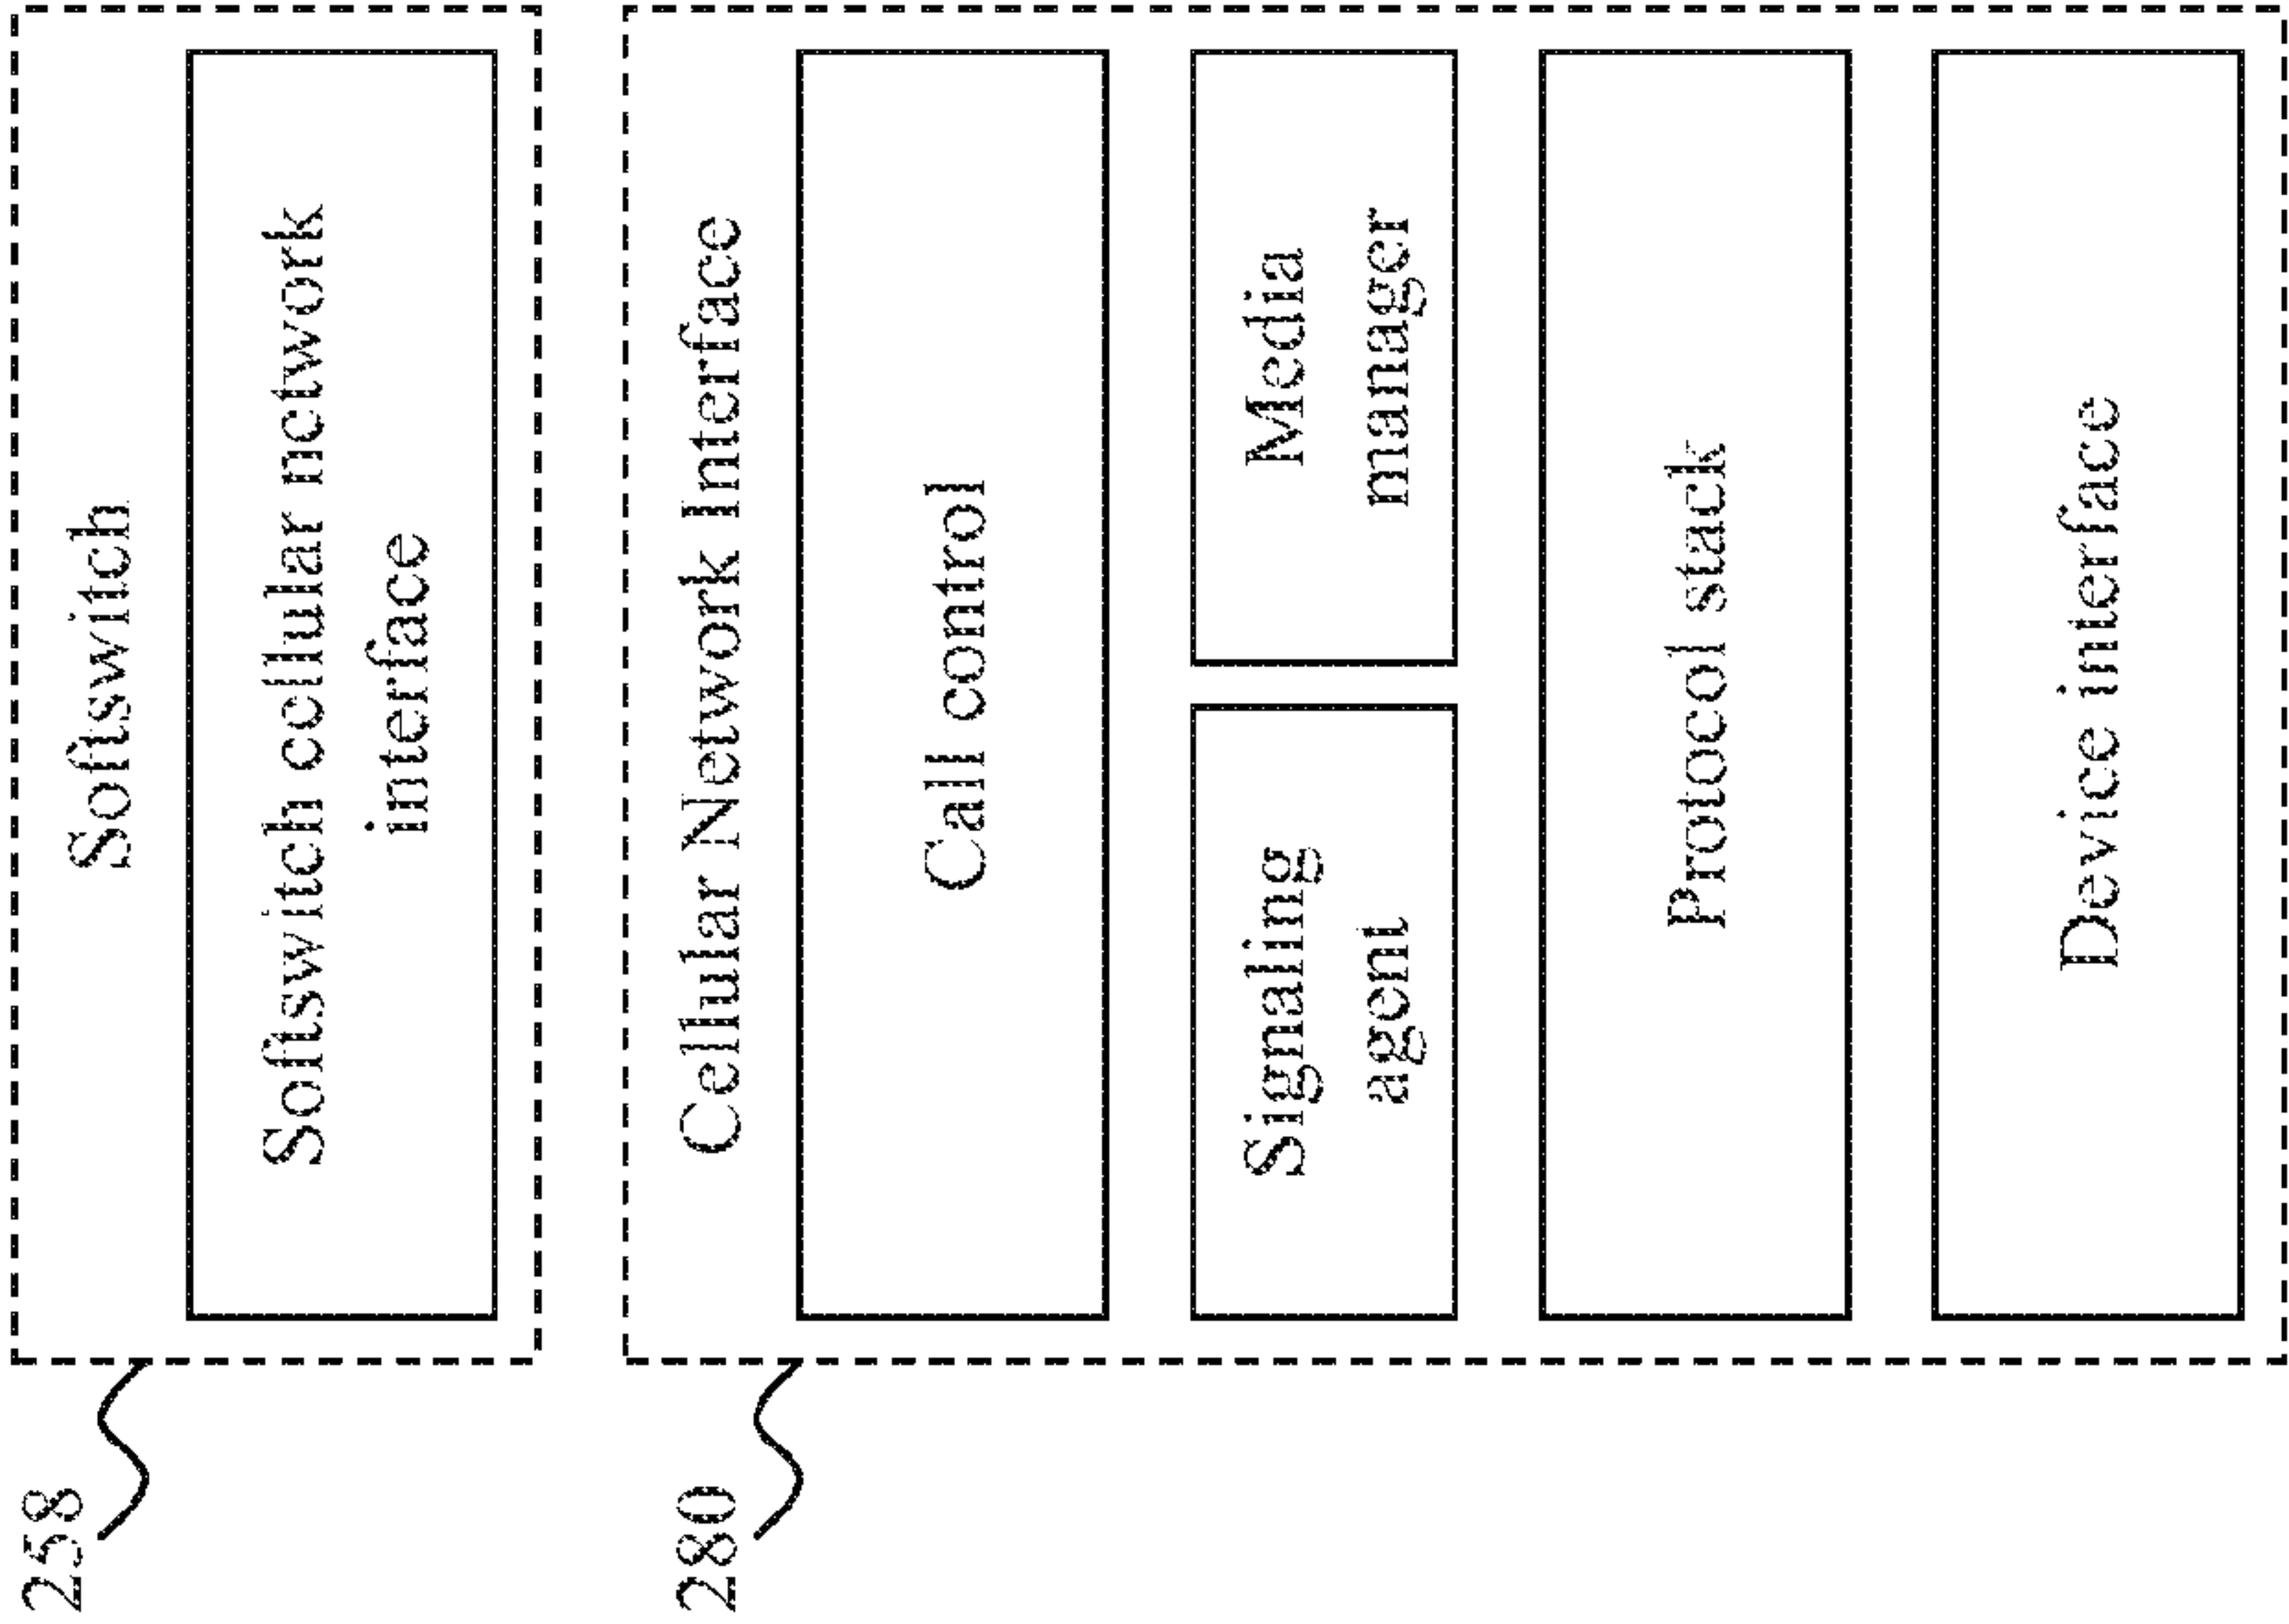 258
Softswitch
Softswitch cellular network
interface
280
Cellular Network Interface
Call control
Signaling
agent
Media
manager
Protocol stack
Device interface